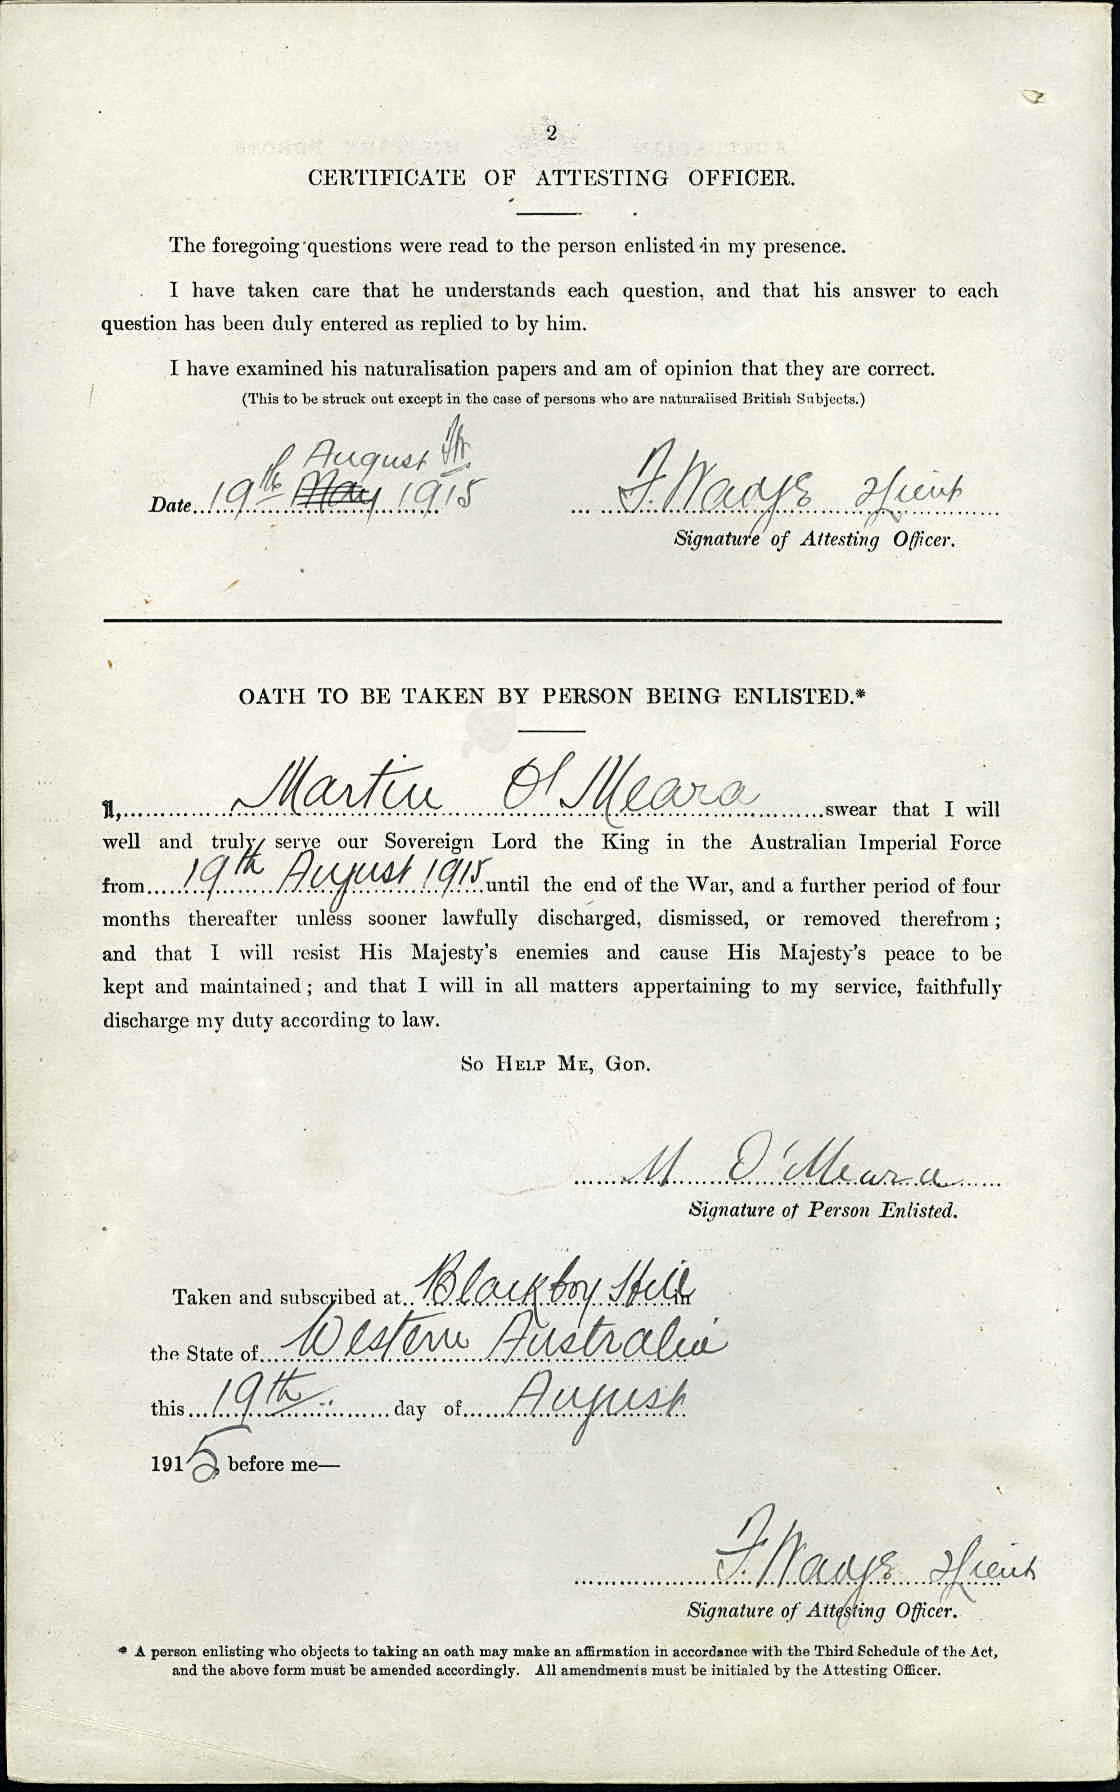 2
CERTIFICATE OF ATTESTING OFFICER.
The foregoing questions were read to the person enlisted in my presence.
I have taken care that he understands each question, and that his answer to each
question has been duly entered as replied to by him.
I have examined his naturalisation papers and am of opinion that they are correct.
(This to be struck out except in the case of persons who are naturalised British Subjects.)
August
Date 19th May 1915
F. Wadge Lieut
Signature of Attesting Officer.
OATH TO BE TAKEN BY PERSON BEING ENLISTED.*
I, Martin O'Meara swear that I will
well and truly serve our Sovereign Lord the King in the Australian Imperial Force
from 19th August 1915 until the end of the War, and a further period of four
months thereafter unless sooner lawfully discharged, dismissed, or removed therefrom;
and that I will resist His Majesty's enemies and cause His Majesty's peace to be
kept and maintained; and that I will in all matters appertaining to my service, faithfully
discharge my duty according to law.
SO HELP ME, GOD.
M O'Meara
Signature of Person Enlisted.
Taken and subscribed at Blackboy Hill in
the State of Western Australia
this 19th day of August
1915 before me—
F. Wadge Lieut
Signature of Attesting Officer.
* A person enlisting who objects to taking an oath may make an affirmation in accordance with the Third Schedule of the Act,
and the above form must be amended accordingly. All amendments must be initialed by the Attesting Officer.